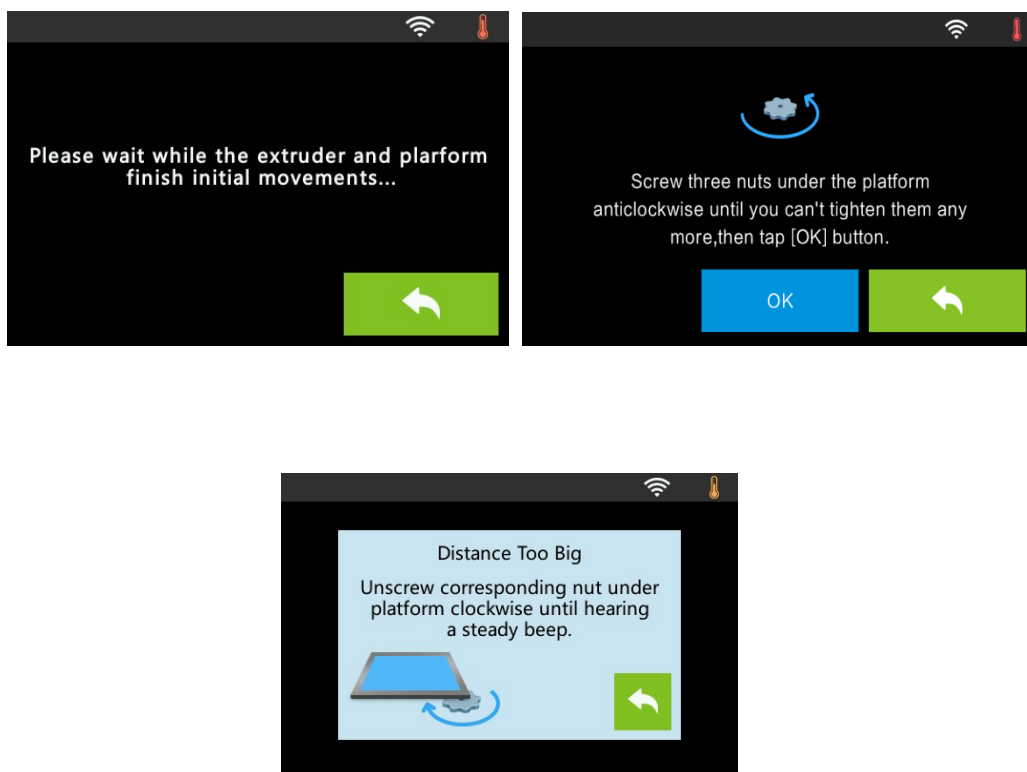 Please wait while the extruder and plarform
finish initial movements...
Screw three nuts under the platform
anticlockwise until you can't tighten them any
more,then tap [OK] button.
OK
Distance Too Big
Unscrew corresponding nut under
platform clockwise until hearing
a steady beep.